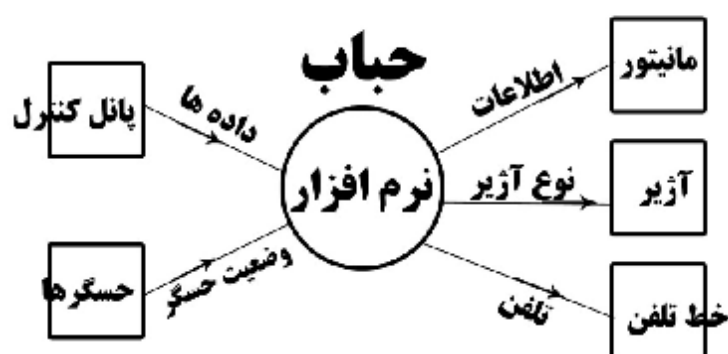 حباب
مانیتور
اطلاعات
پانل کنترل
داده ها
نرم افزار
نوع آژیر
آژیر
حسگرها
وضعیت حسگر
تلفن
خط تلفن